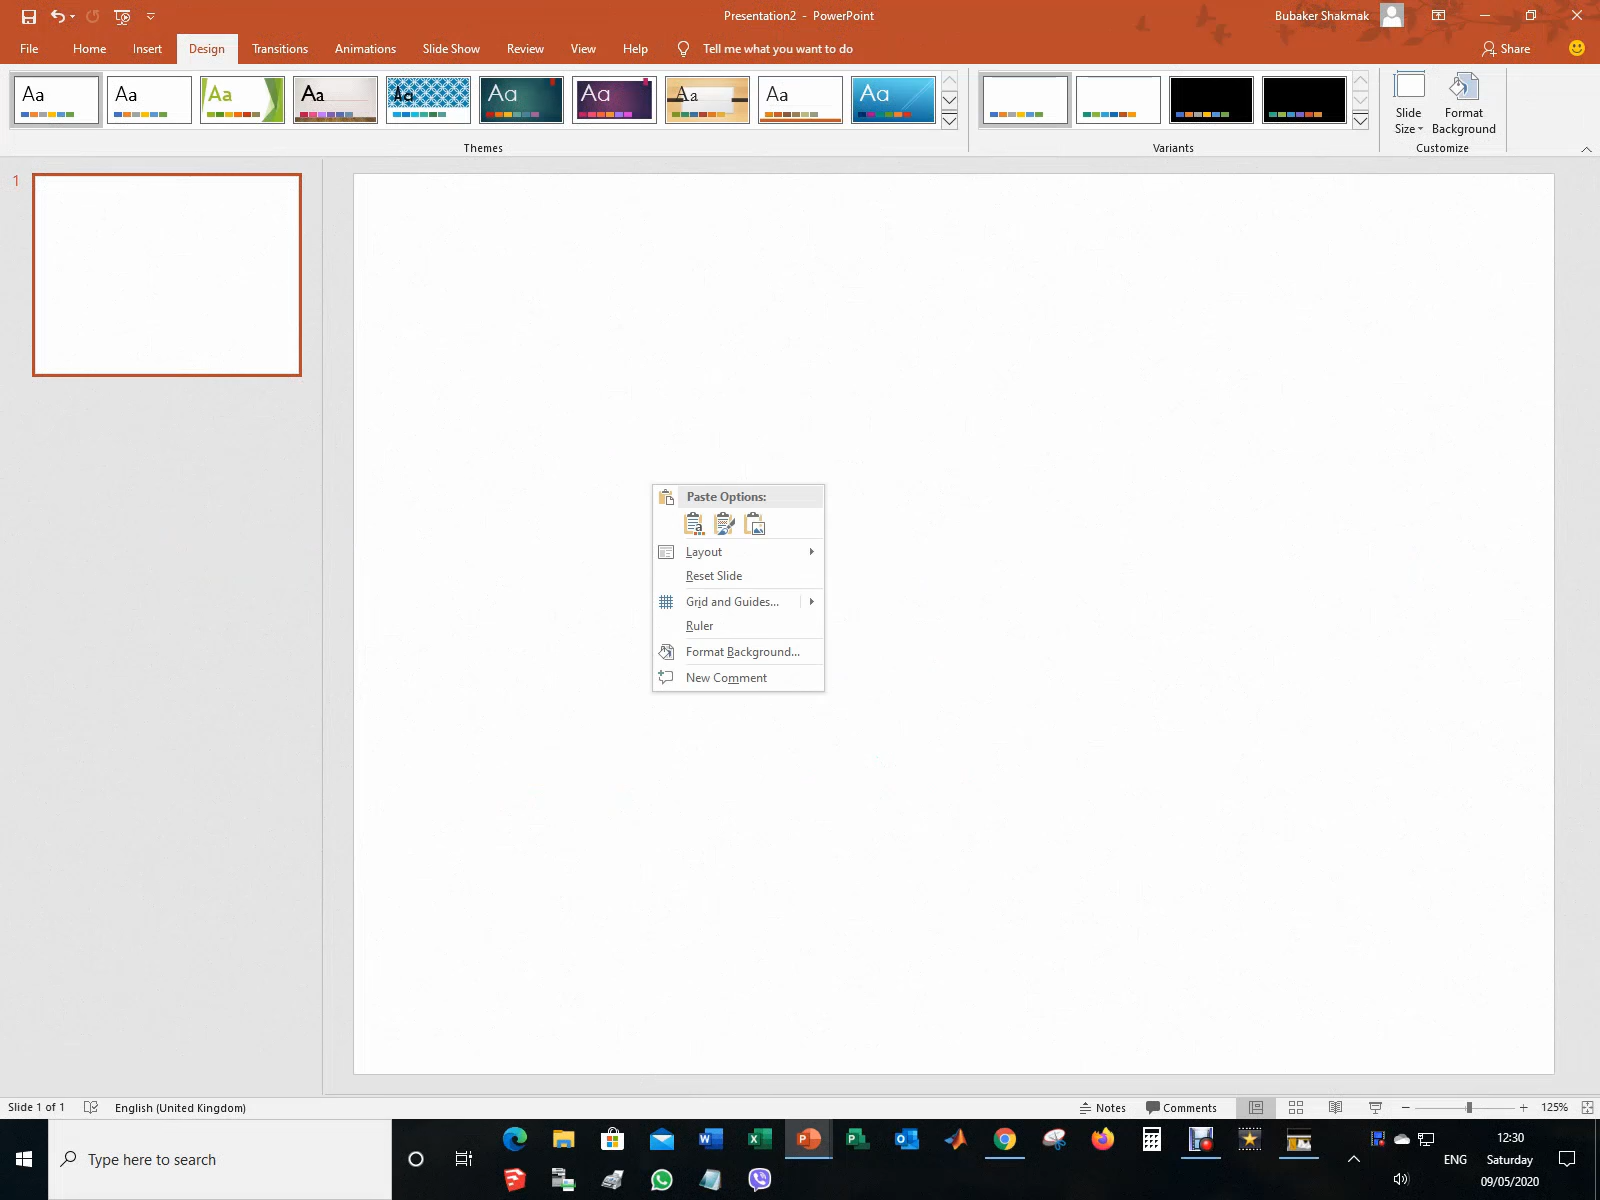 Presentation2 - PowerPoint
Bubaker Shakmak
File Home Insert Design Transitions Animations Slide Show Review View Help Tell me what you want to do Share
Aa Aa Aa Aa Aa Aa Aa Aa Aa Aa
Slide Size
Format Background
Themes Variants Customize
1
Paste Options:
Layout
Reset Slide
Grid and Guides...
Ruler
Format Background...
New Comment
Slide 1 of 1 English (United Kingdom) Notes Comments 125%
Type here to search
ENG
12:30
Saturday
09/05/2020